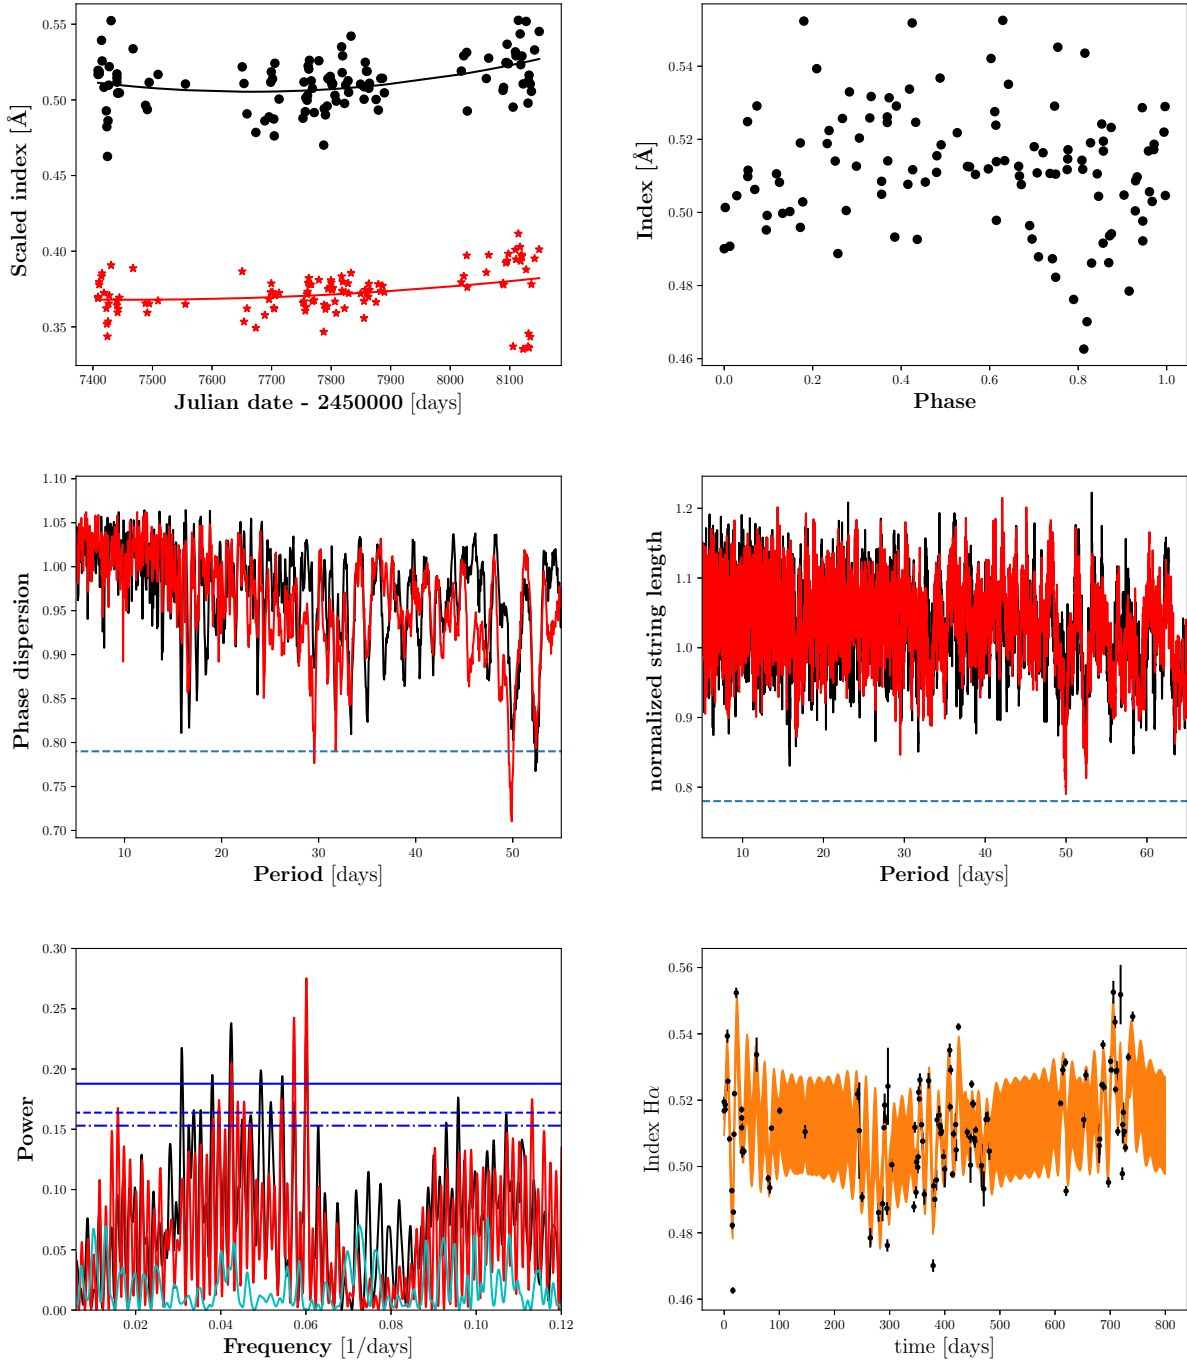 0.55
0.50
0.45
0.40
0.35
Scaled index [Å]
7400 7500 7600 7700 7800 7900 8000 8100
Julian date - 2450000 [days]
0.54
0.52
0.50
0.48
0.46
Index [Å]
0.0 0.2 0.4 0.6 0.8 1.0
Phase
1.10
1.05
1.00
0.95
0.90
0.85
0.80
0.75
0.70
Phase dispersion
10 20 30 40 50
Period [days]
1.2
1.1
1.0
0.9
0.8
normalized string length
10 20 30 40 50 60
Period [days]
0.30
0.25
0.20
0.15
0.10
0.05
0.00
Power
0.02 0.04 0.06 0.08 0.10 0.12
Frequency [1/days]
0.56
0.54
0.52
0.50
0.48
0.46
Index Hα
0 100 200 300 400 500 600 700 800
time [days]